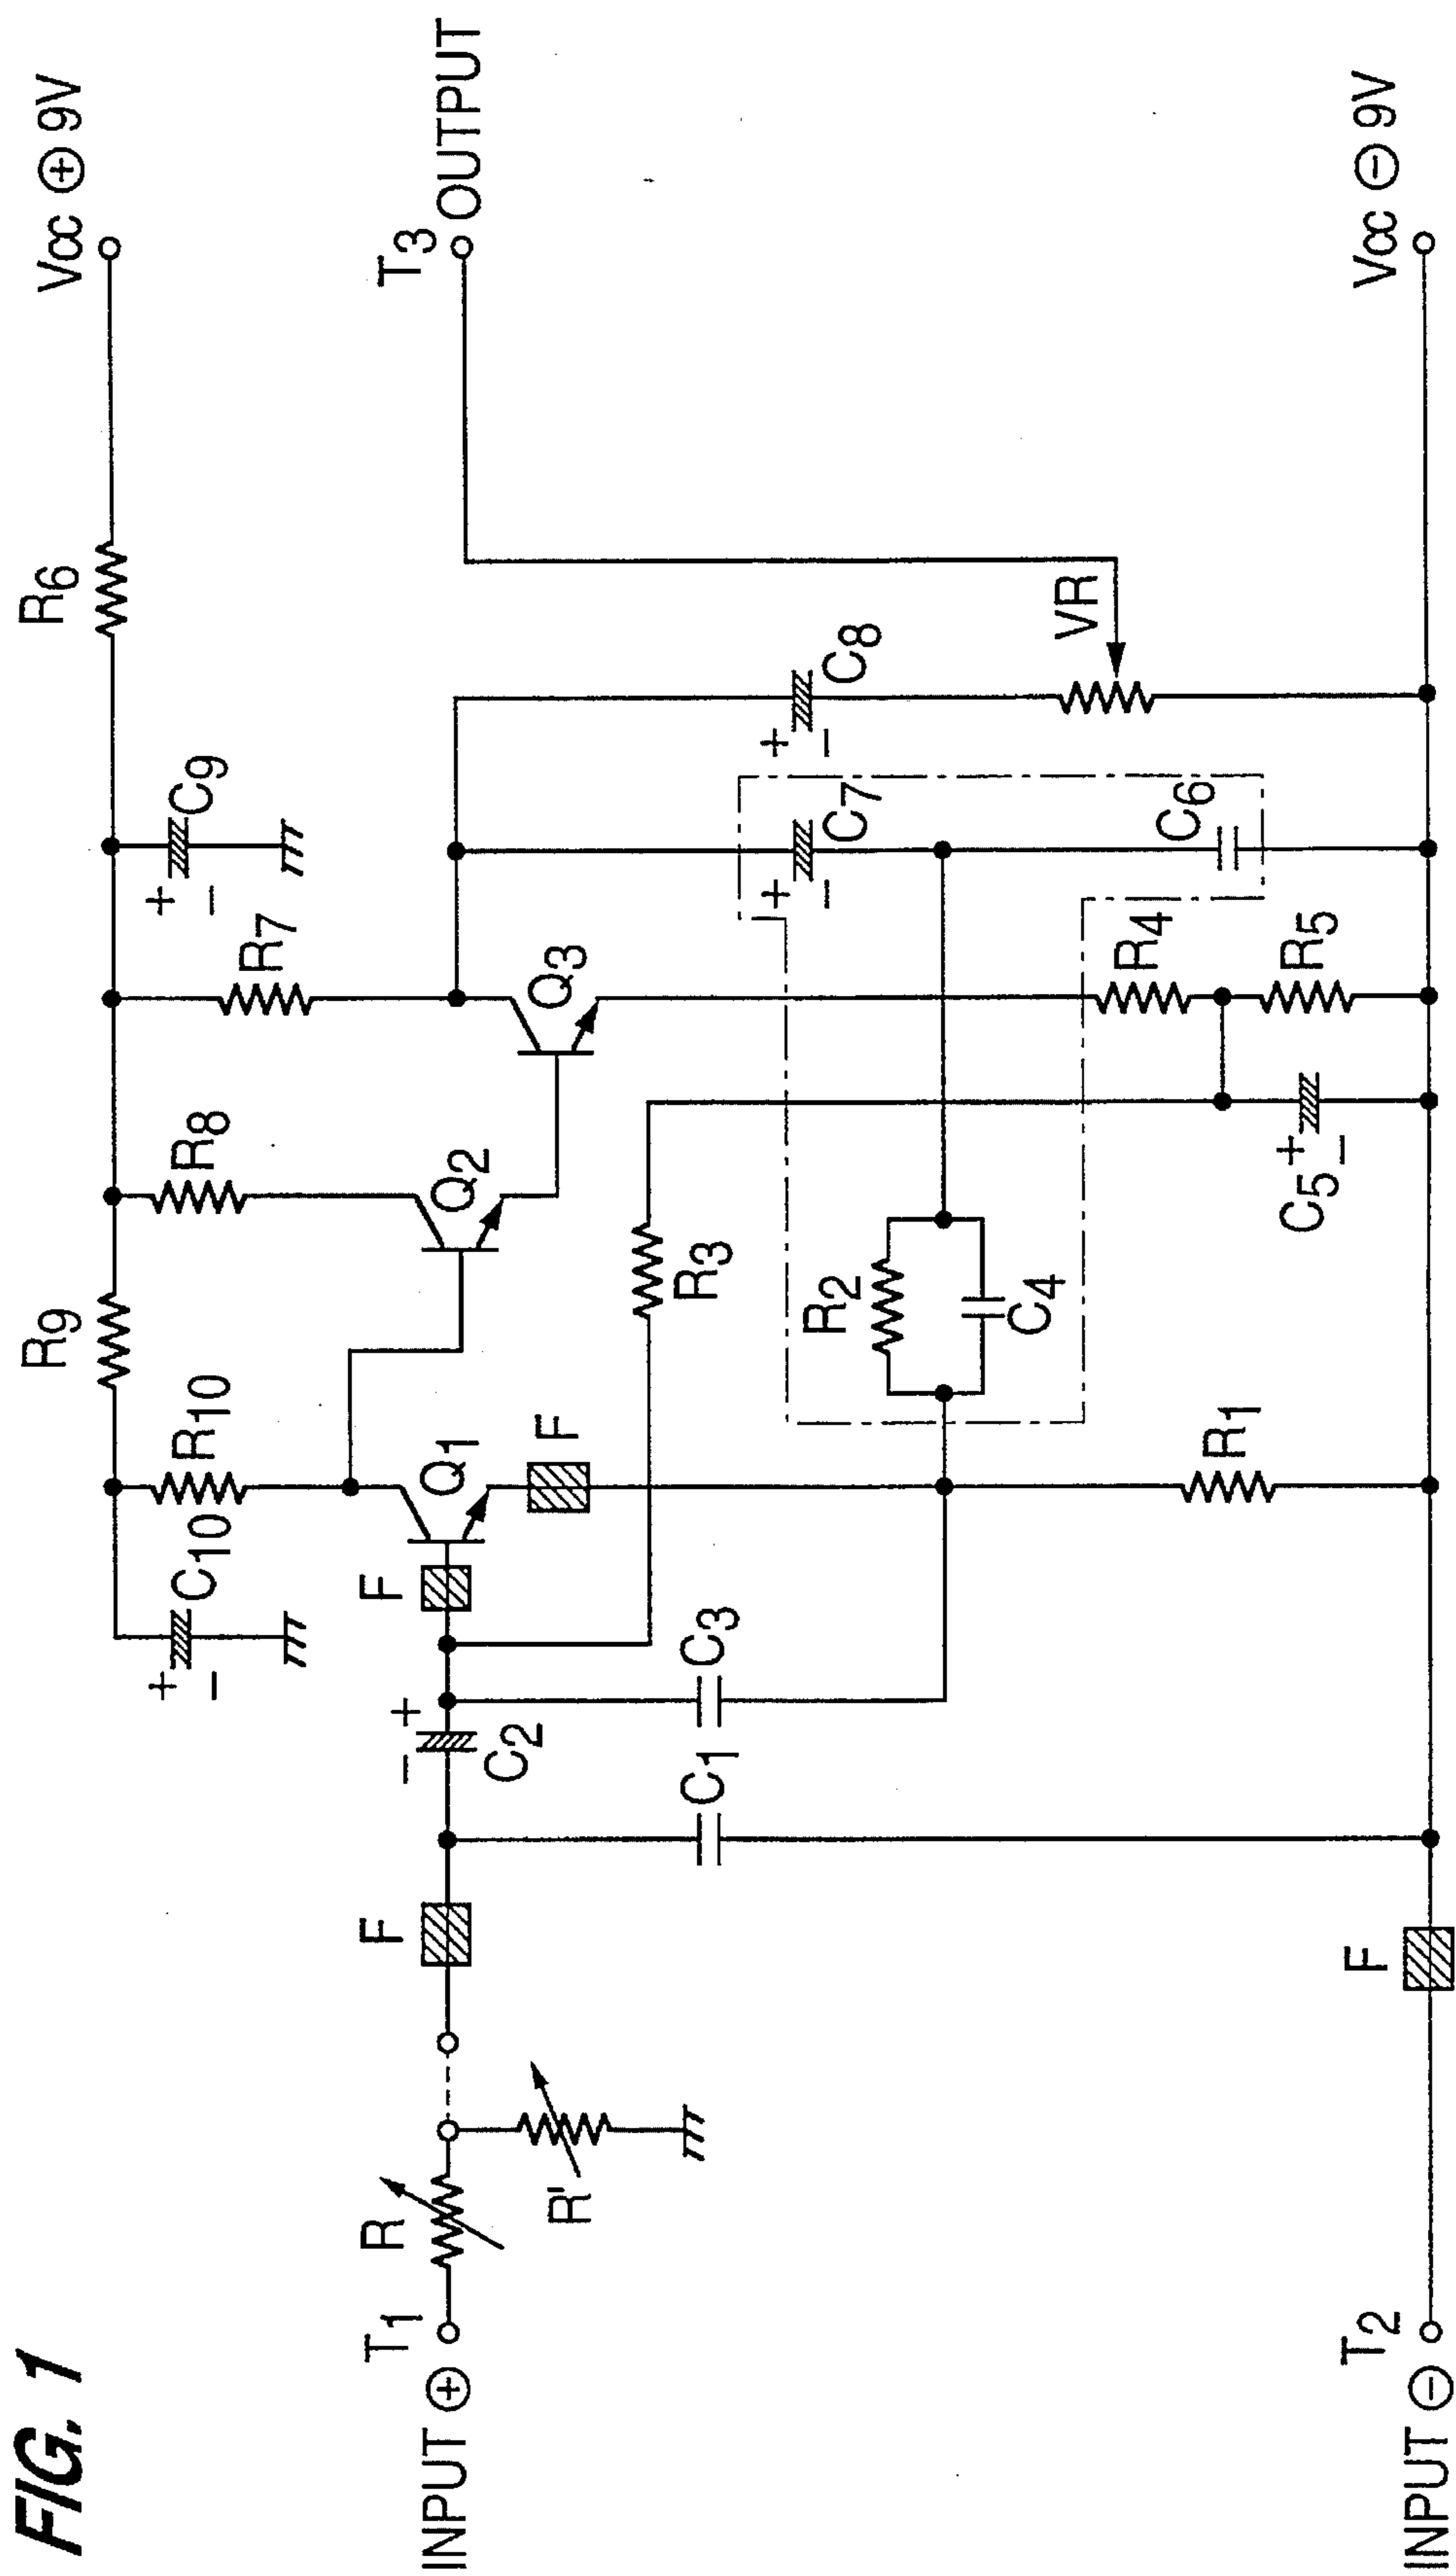 FIG. 1
Vcc ⊕ 9V
R6
R9
C9
C10
R10
R8
R7
Q1
Q2
Q3
F
F
F
F
T3 OUTPUT
INPUT ⊕ T1
R
R'
C2
+ −
+ −
+ −
+ −
+ −
+ −
C1
C3
R3
R2
C4
C7
C8
C6
VR
R1
R4
R5
C5
INPUT ⊖ T2
Vcc ⊖ 9V